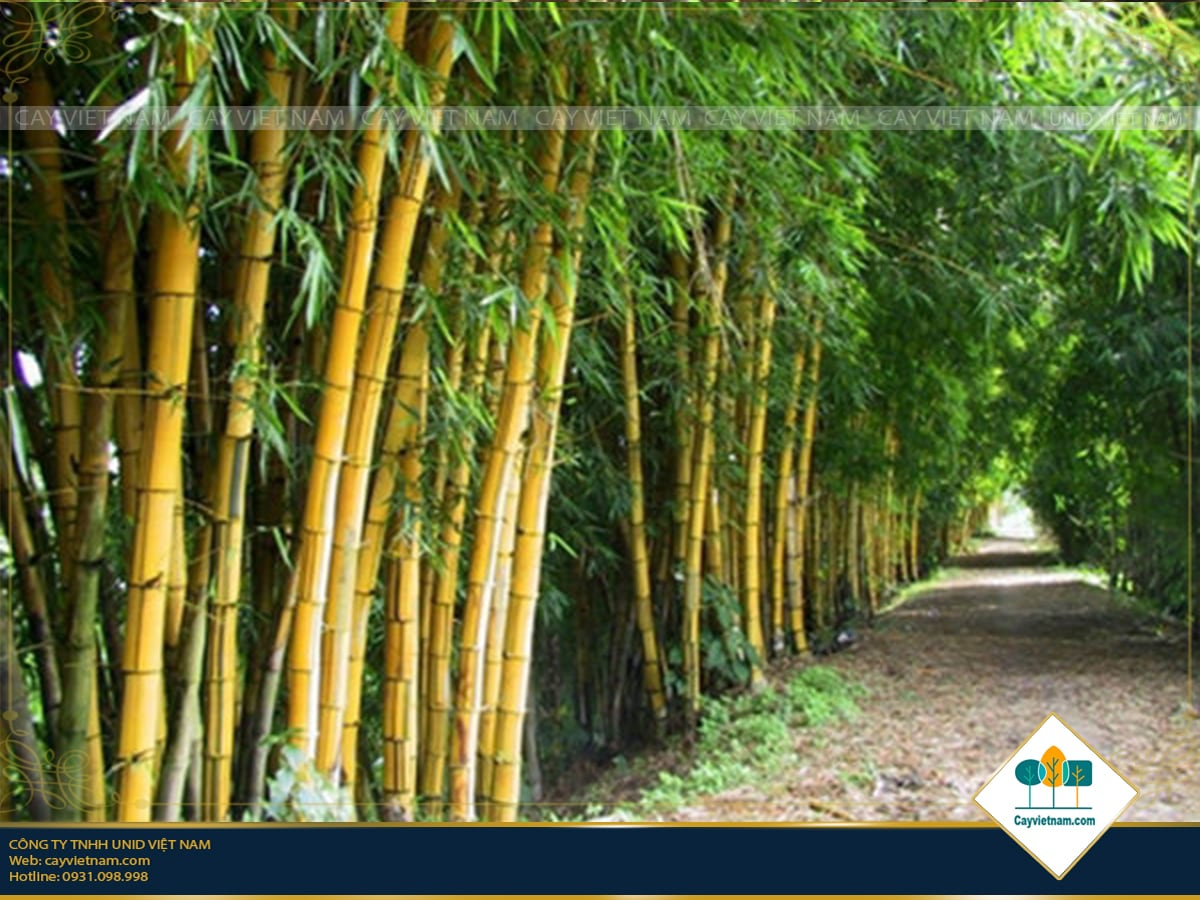 CAY VIET NAM CAY VIET NAM CAY VIET NAM CAY VIET NAM CAY VIET NAM CAY VIET NAM UNID VIET NAM
Cayvietnam.com
CÔNG TY TNHH UNID VIỆT NAM
Web: cayvietnam.com
Hotline: 0931.098.998